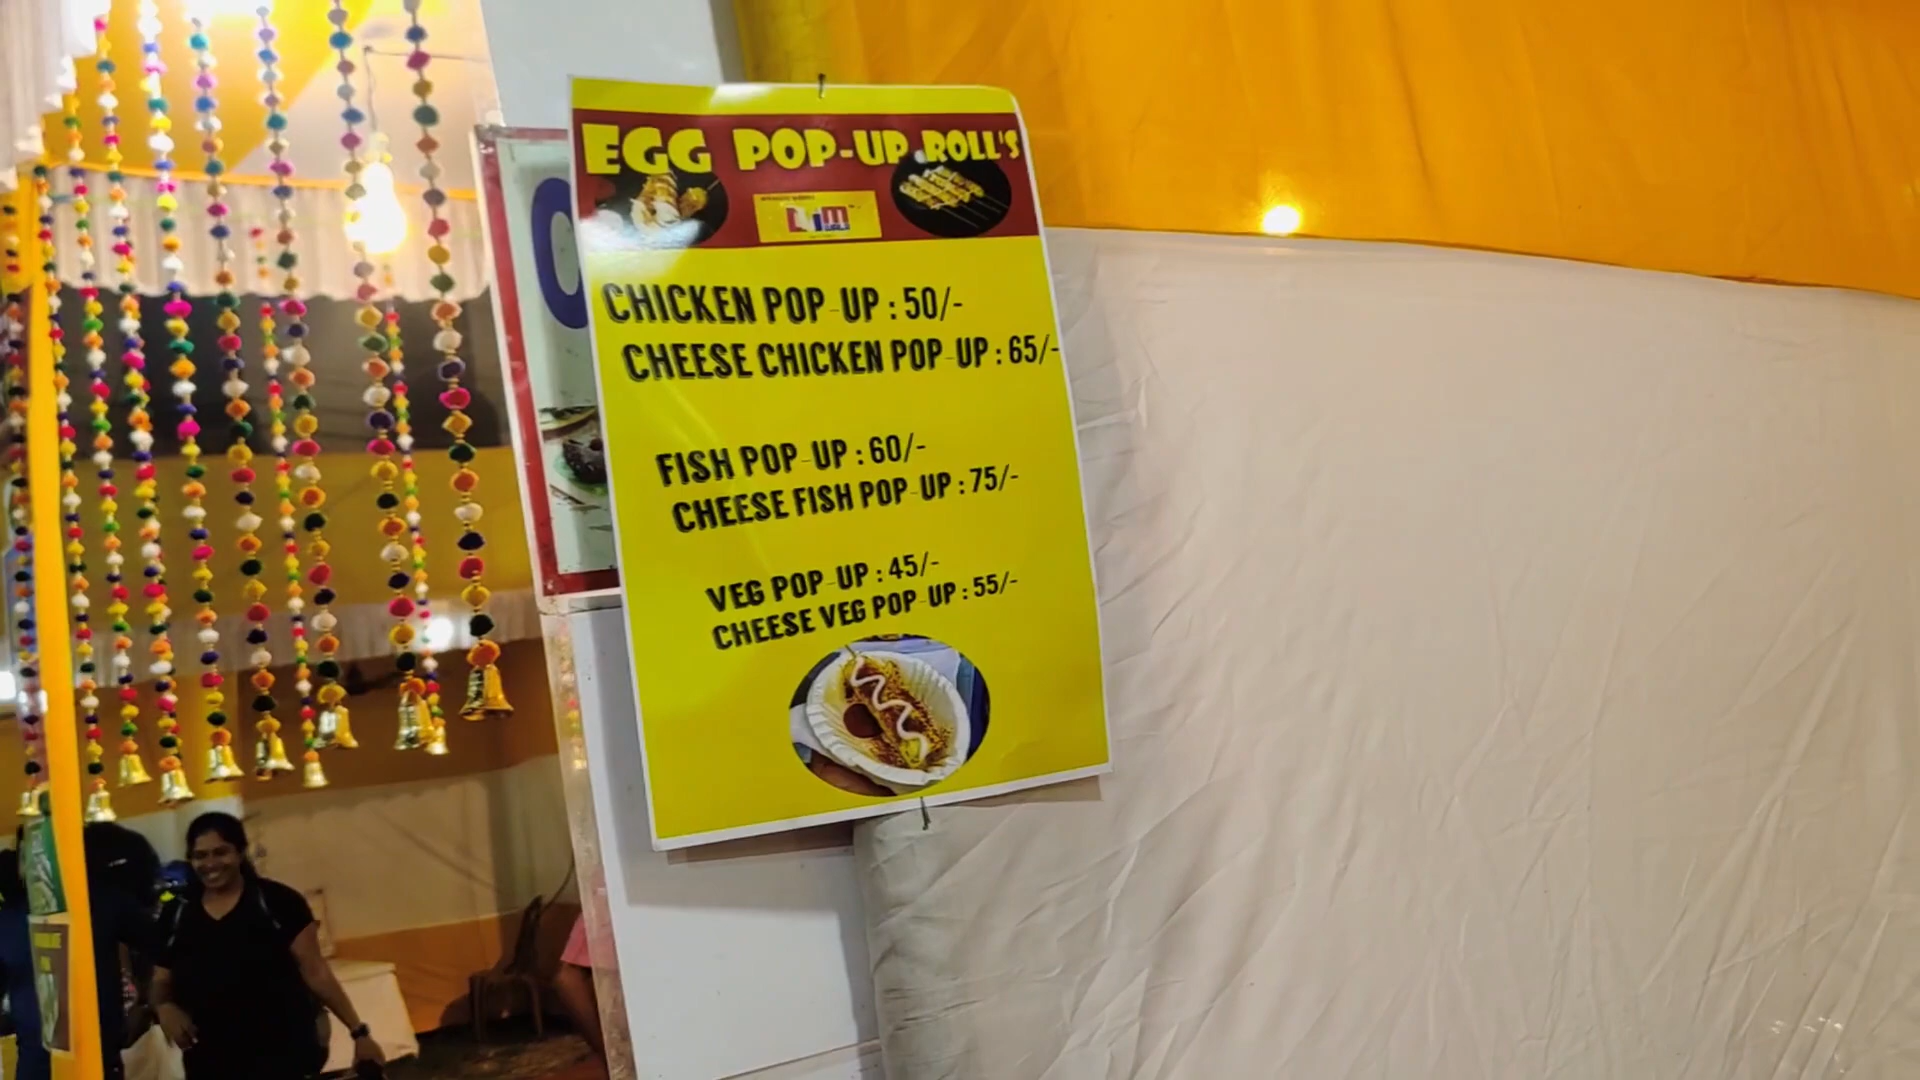 EGG POP-UP ROLL'S
CHICKEN POP-UP : 50/-
CHEESE CHICKEN POP-UP : 65/-
FISH POP-UP : 60/-
CHEESE FISH POP-UP : 75/-
VEG POP-UP : 45/-
CHEESE VEG POP-UP : 55/-